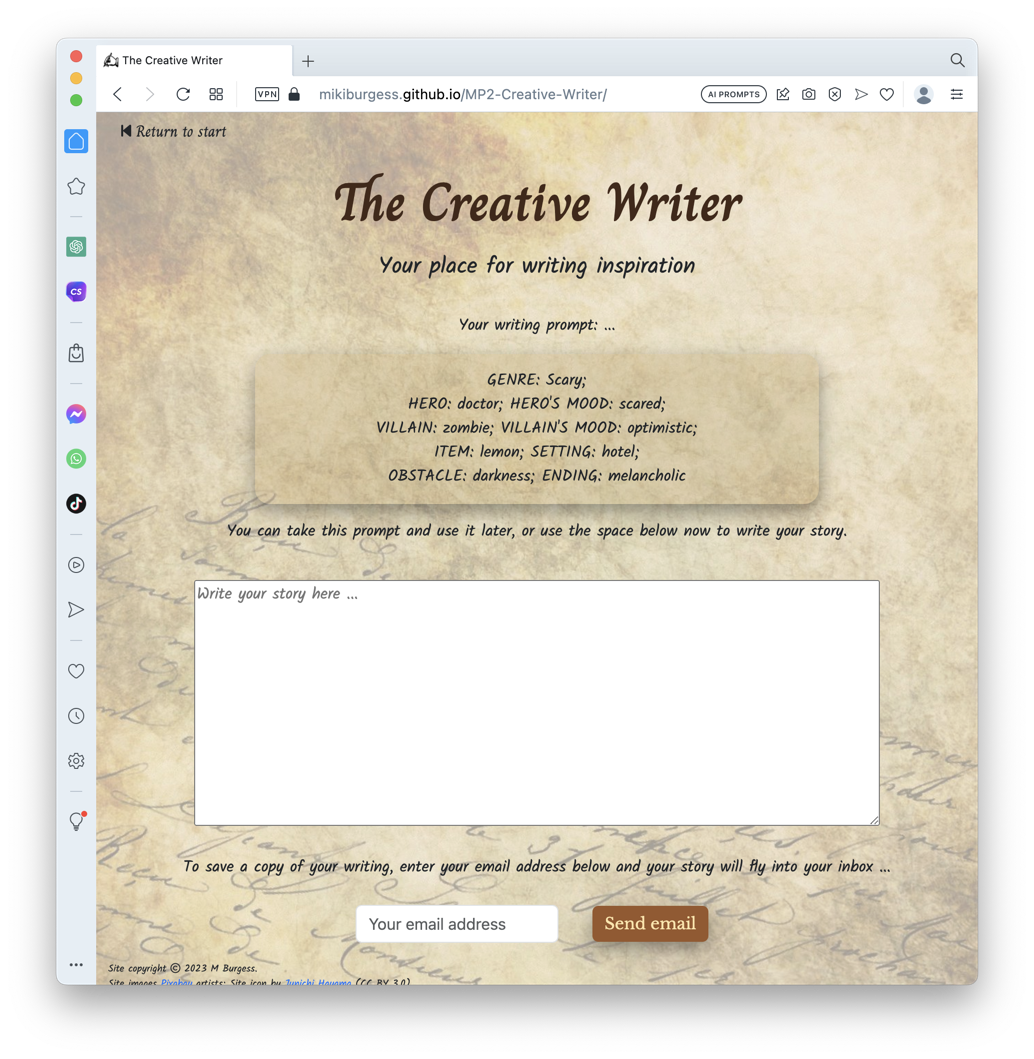 The Creative Writer
VPN
mikiburgess.github.io/MP2-Creative-Writer/
AI PROMPTS
CS
Return to start
The Creative Writer
Your place for writing inspiration
Your writing prompt: ...
GENRE: Scary;
HERO: doctor; HERO'S MOOD: scared;
VILLAIN: zombie; VILLAIN'S MOOD: optimistic;
ITEM: lemon; SETTING: hotel;
OBSTACLE: darkness; ENDING: melancholic
You can take this prompt and use it later, or use the space below now to write your story.
Write your story here ...
To save a copy of your writing, enter your email address below and your story will fly into your inbox ...
Your email address
Send email
Site copyright © 2023 M Burgess.
Site images Pixabay artists; Site icon by Junichi Hayama (CC BY 3.0)